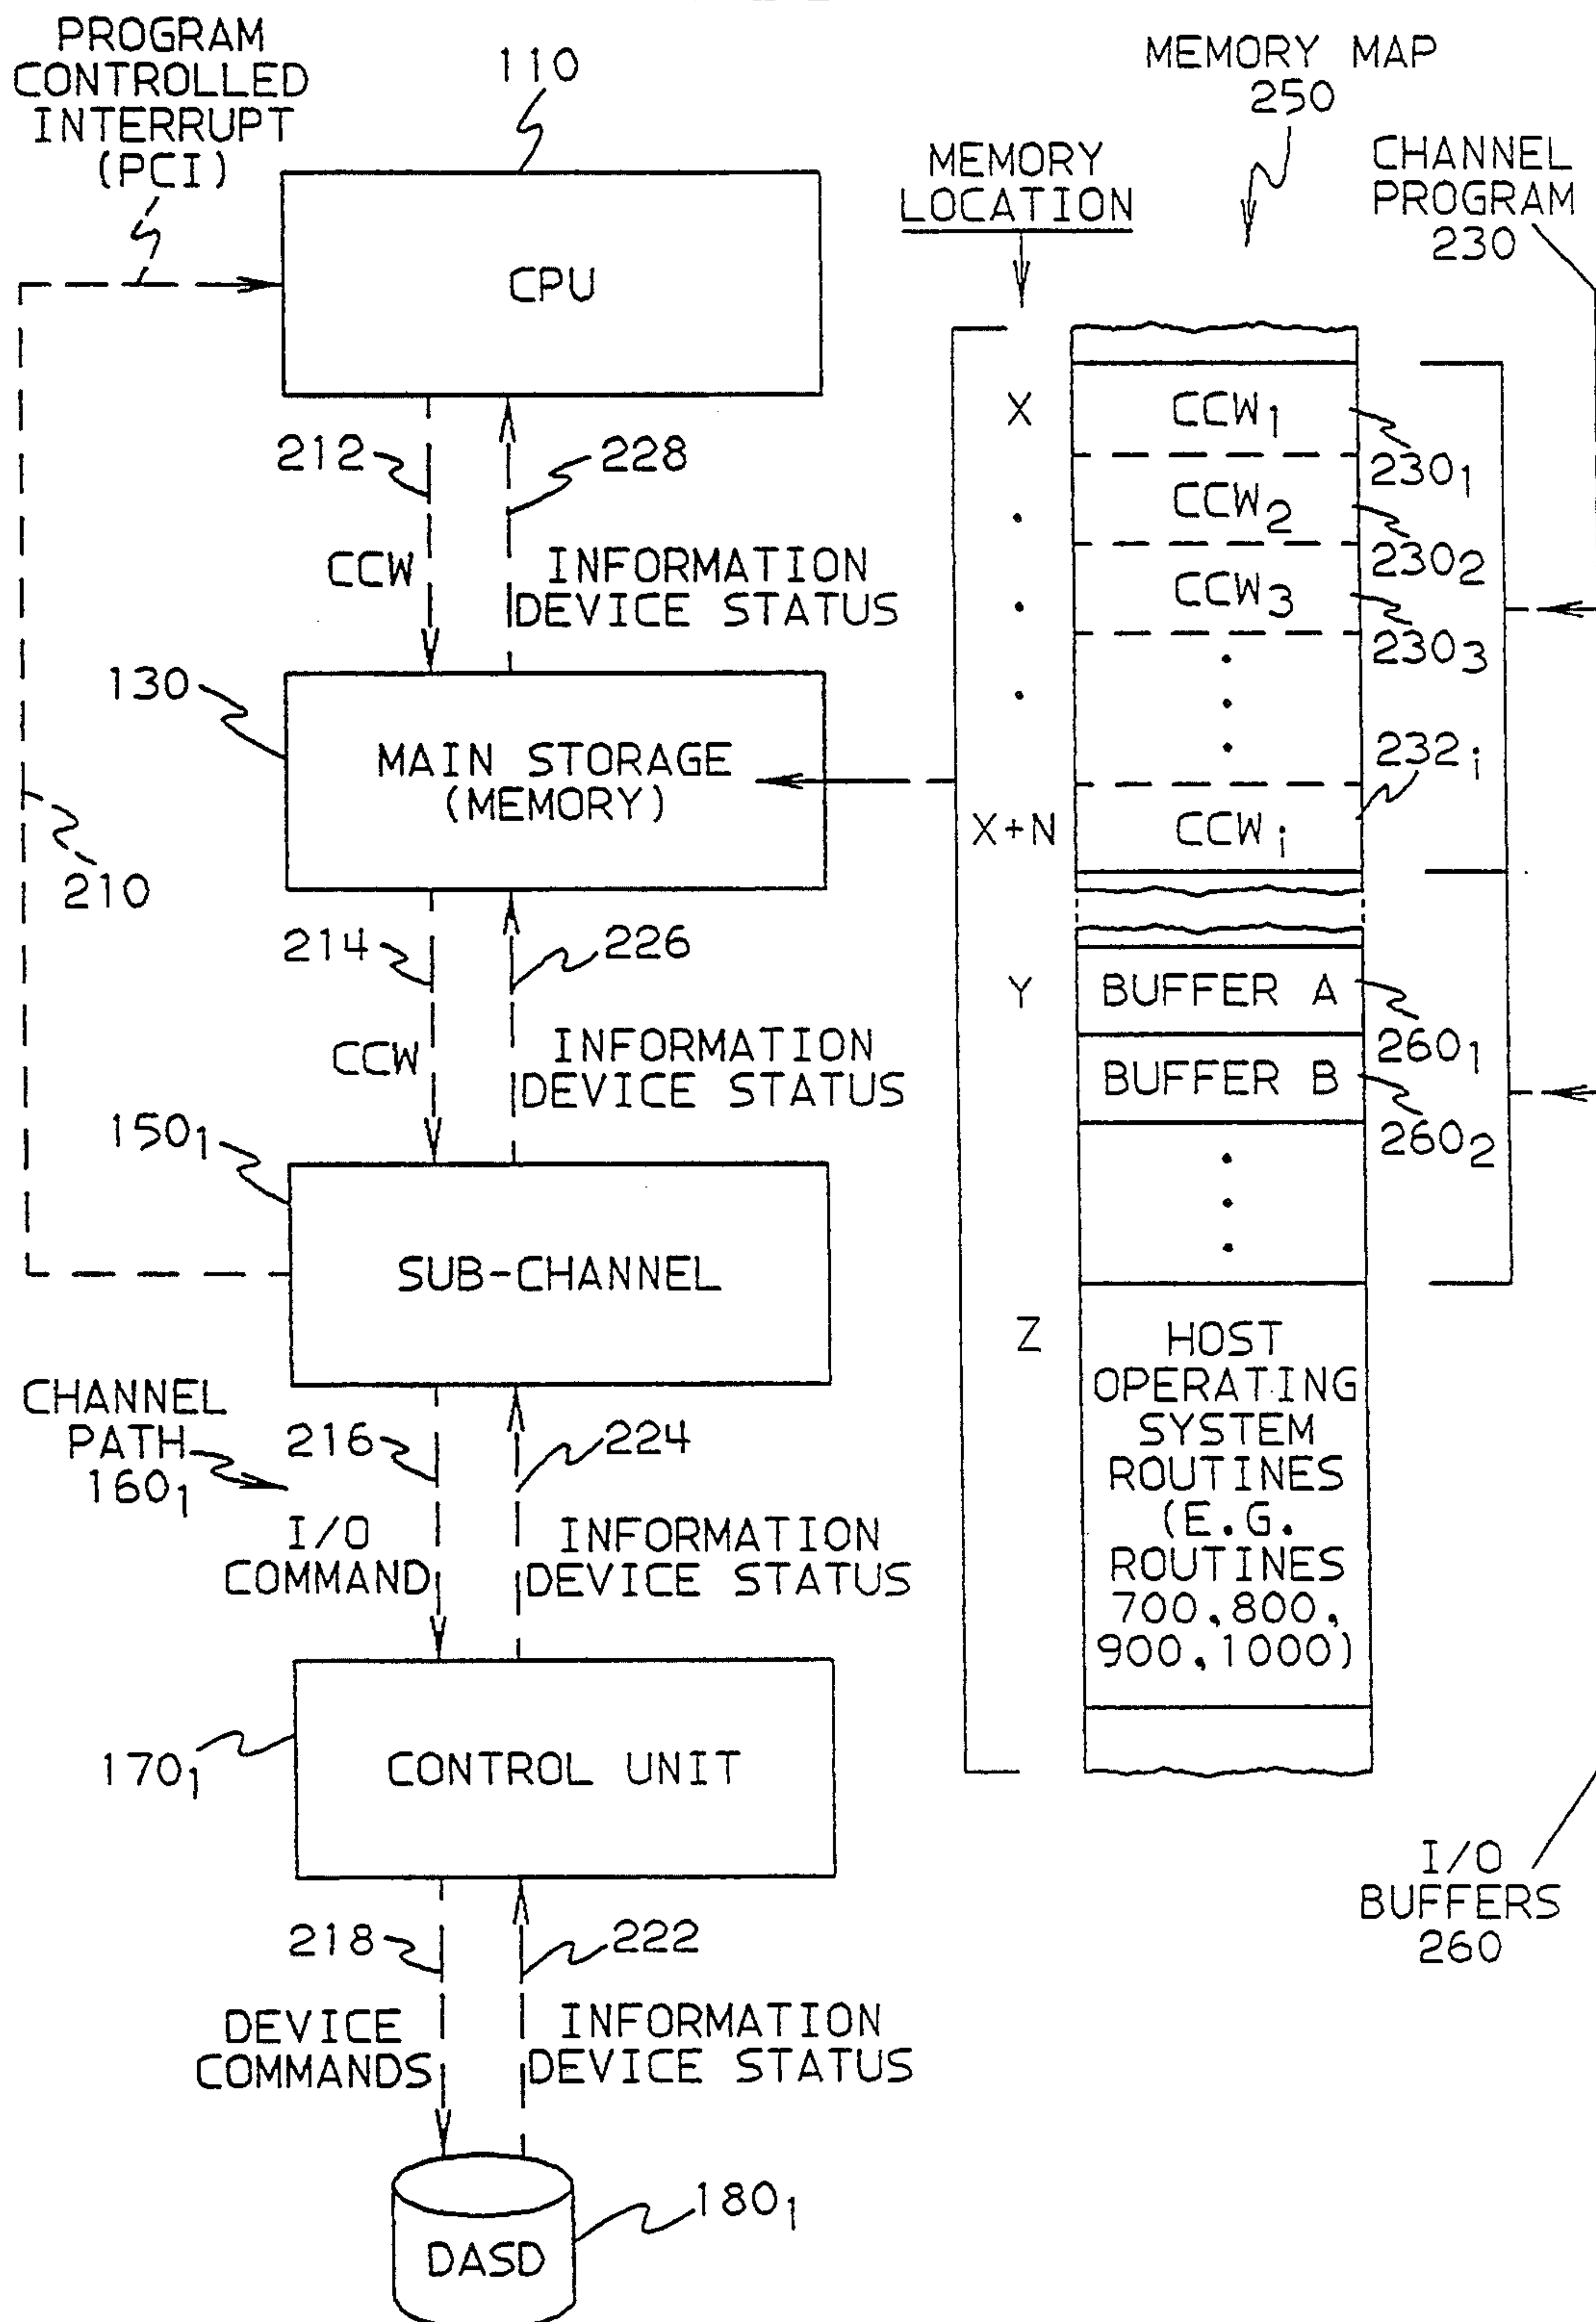 PROGRAM
CONTROLLED
INTERRUPT
(PCI)
110
CPU
212
228
CCW
INFORMATION
DEVICE STATUS
130
MAIN STORAGE
(MEMORY)
210
214
226
CCW
INFORMATION
DEVICE STATUS
150₁
SUB-CHANNEL
CHANNEL
PATH
160₁
216
224
I/O
COMMAND
INFORMATION
DEVICE STATUS
170₁
CONTROL UNIT
218
222
DEVICE
COMMANDS
INFORMATION
DEVICE STATUS
180₁
DASD
MEMORY MAP
250
MEMORY
LOCATION
CHANNEL
PROGRAM
230
X
CCW₁
230₁
CCW₂
230₂
CCW₃
230₃
232ᵢ
X+N
CCWᵢ
Y
BUFFER A
260₁
BUFFER B
260₂
Z
HOST
OPERATING
SYSTEM
ROUTINES
(E.G.
ROUTINES
700,800,
900,1000)
I/O
BUFFERS
260